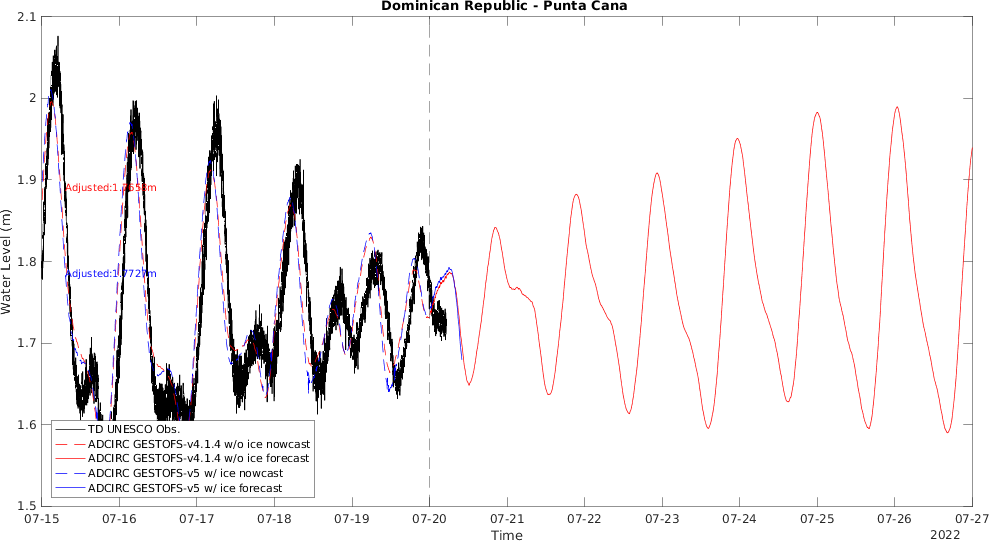 Dominican Republic - Punta Cana
2.1
2
1.9
1.8
1.7
1.6
1.5
Water Level (m)
Adjusted:1.7727m
TD UNESCO Obs.
ADCIRC GESTOFS-v4.1.4 w/o ice nowcast
ADCIRC GESTOFS-v4.1.4 w/o ice forecast
ADCIRC GESTOFS-v5 w/ ice nowcast
ADCIRC GESTOFS-v5 w/ ice forecast
07-15 07-16 07-17 07-18 07-19 07-20 07-21 07-22 07-23 07-24 07-25 07-26 07-27
Time
2022